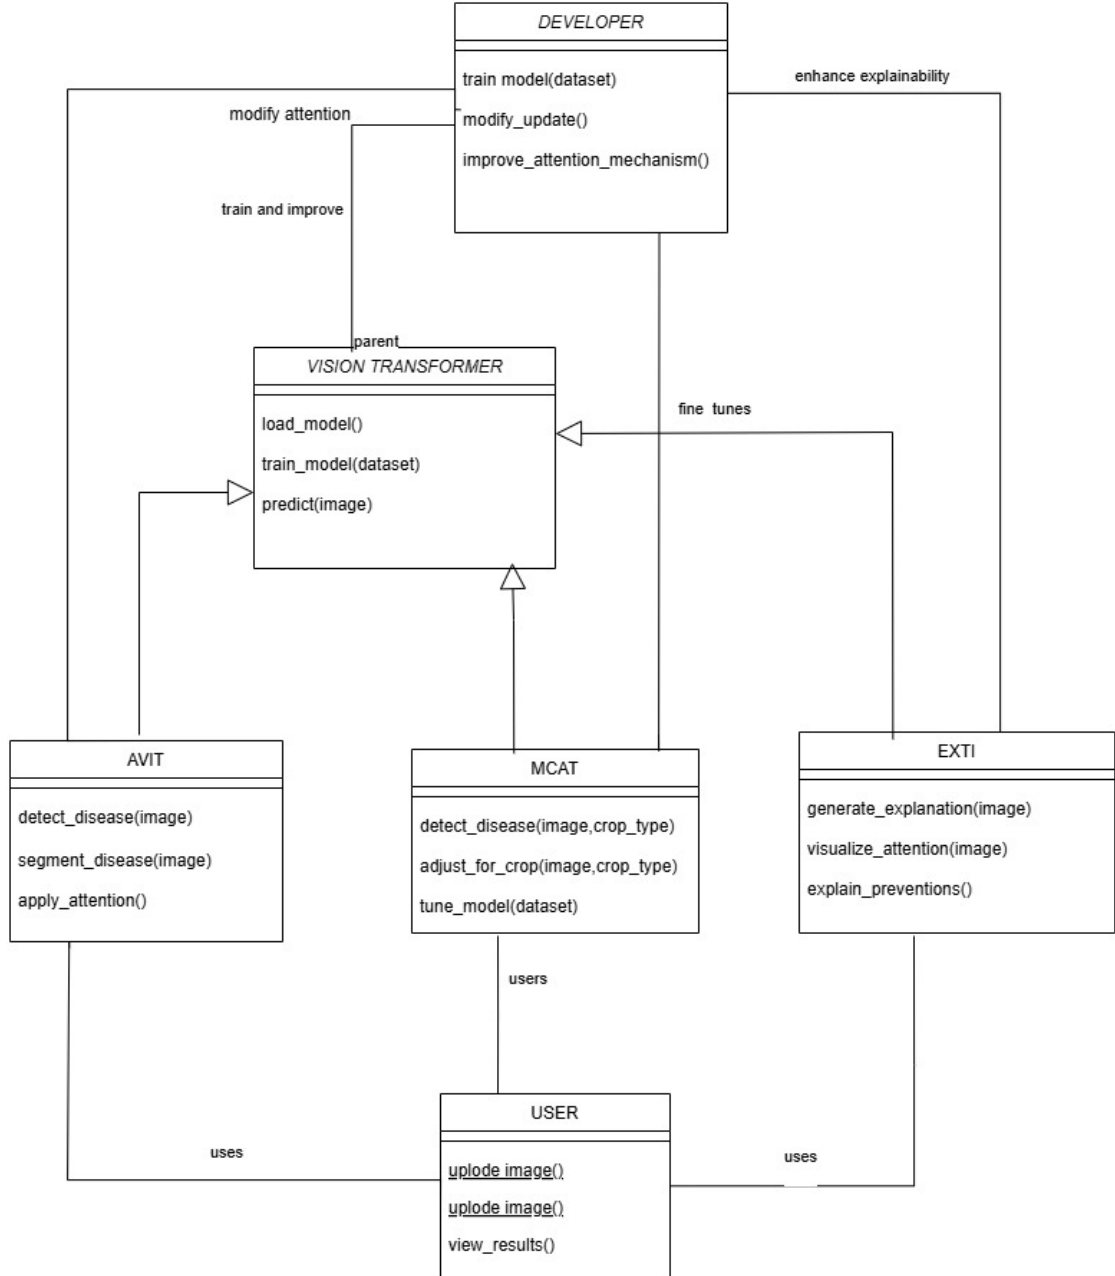 DEVELOPER
train model(dataset)
modify_update()
improve_attention_mechanism()
enhance explainability
modify attention
train and improve
parent
VISION TRANSFORMER
load_model()
train_model(dataset)
predict(image)
fine tunes
AVIT
detect_disease(image)
segment_disease(image)
apply_attention()
MCAT
detect_disease(image,crop_type)
adjust_for_crop(image,crop_type)
tune_model(dataset)
EXTI
generate_explanation(image)
visualize_attention(image)
explain_preventions()
users
uses
uses
USER
uplode image()
uplode image()
view_results()